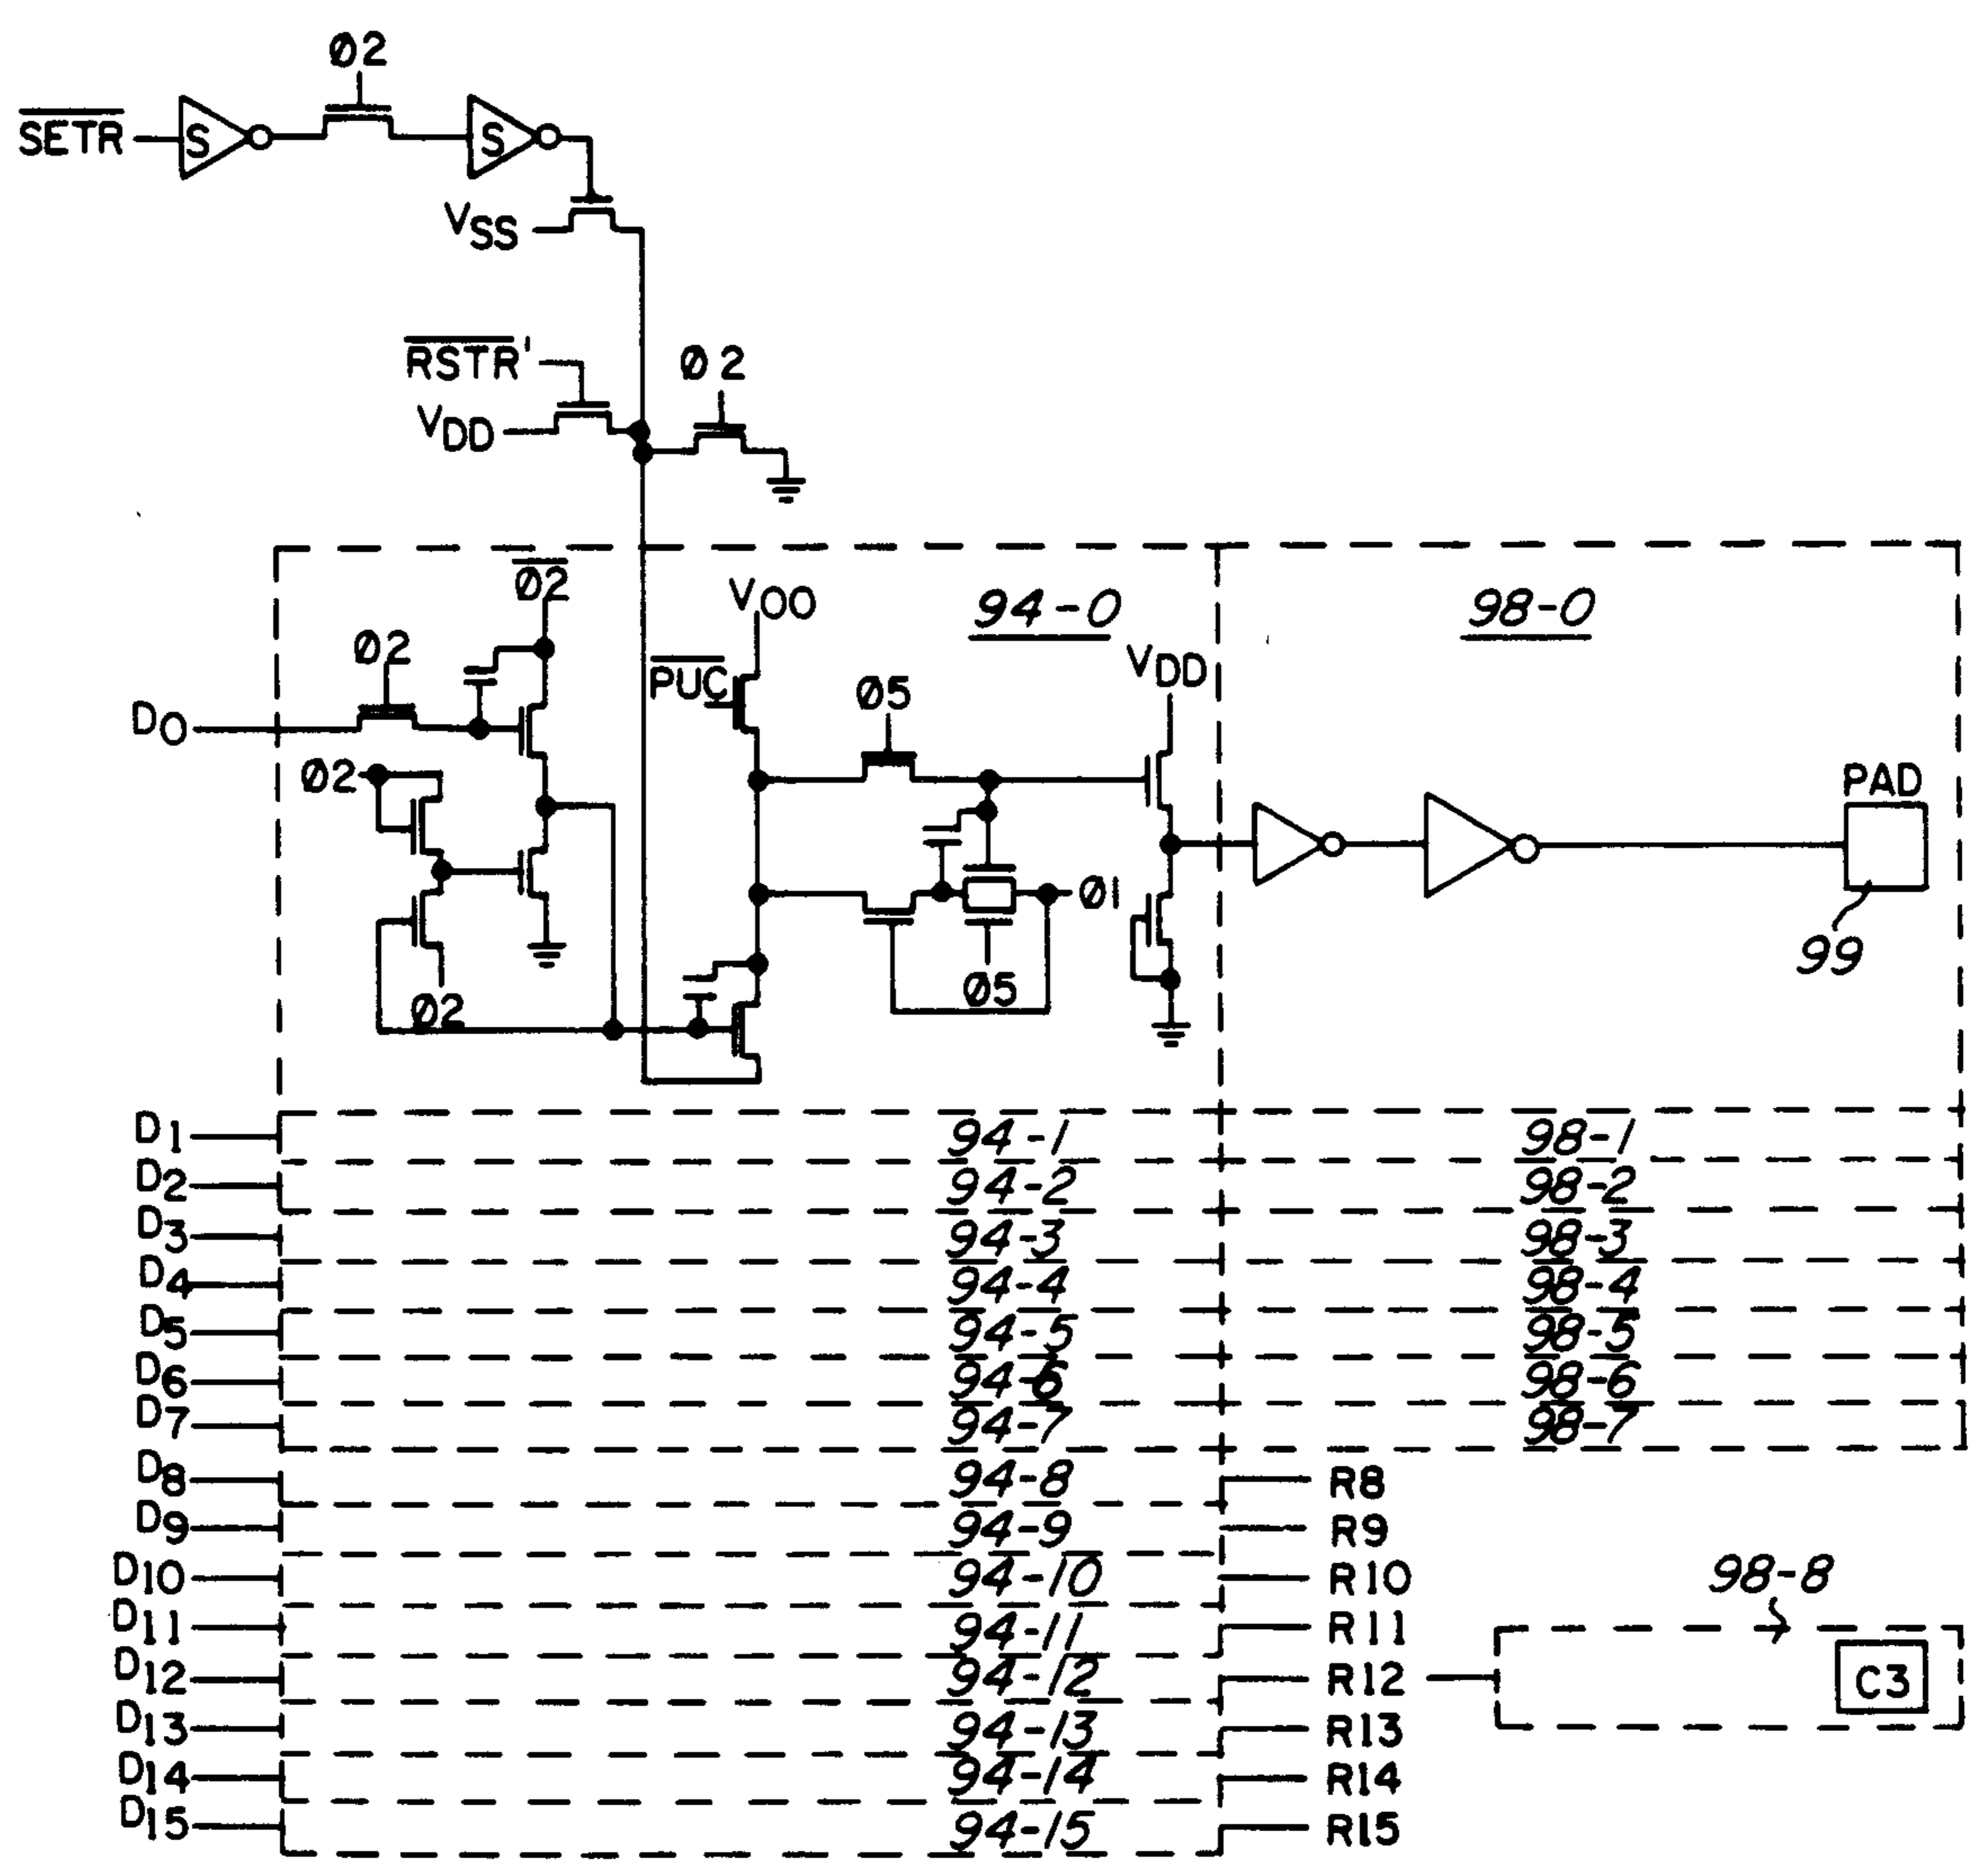 Ø2
SETR
S
S
VSS
RSTR'
Ø2
VDD
Ø2
VOO
94-0
98-0
Ø2
PUC
VDD
Ø5
DO
Ø2
PAD
Ø1
99
Ø5
Ø2
D1 94-1 98-1
D2 94-2 98-2
D3 94-3 98-3
D4 94-4 98-4
D5 94-5 98-5
D6 94-6 98-6
D7 94-7 98-7
D8 94-8 R8
D9 94-9 R9
D10 94-10 R10
98-8
D11 94-11 R11
D12 94-12 R12
C3
D13 94-13 R13
D14 94-14 R14
D15 94-15 R15